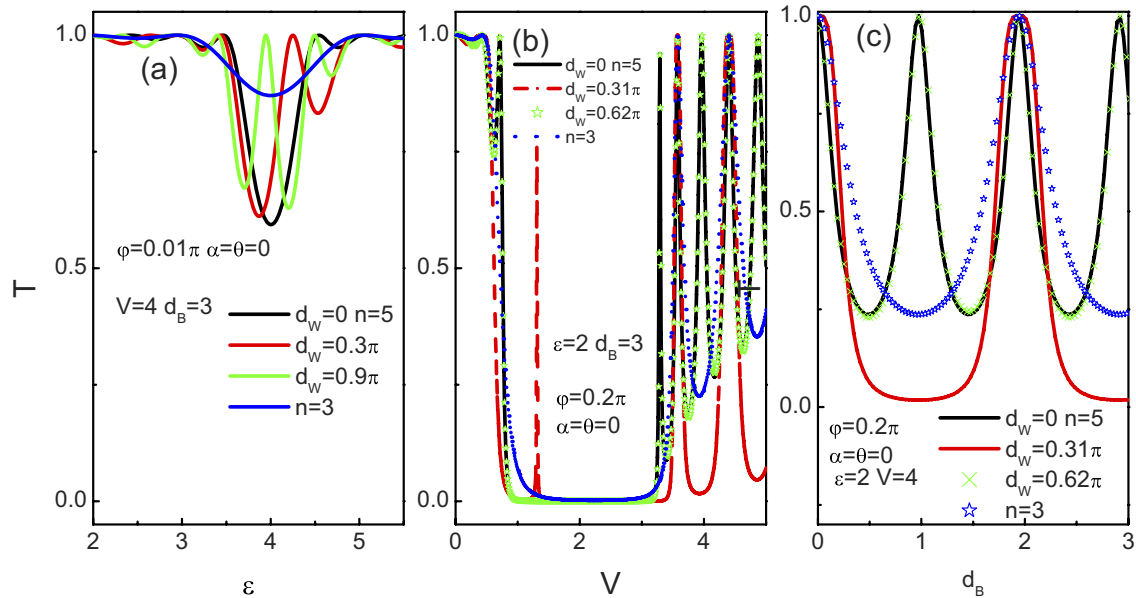 T
1.0
0.5
0.0
(a)
φ=0.01π α=θ=0
V=4 d_B=3
d_W=0 n=5
d_W=0.3π
d_W=0.9π
n=3
2
3
4
5
ε
1.0
0.5
0.0
(b)
d_W=0 n=5
d_W=0.31π
d_W=0.62π
n=3
ε=2 d_B=3
φ=0.2π
α=θ=0
0
2
4
V
T
1.0
0.5
0.0
(c)
φ=0.2π
α=θ=0
ε=2 V=4
d_W=0 n=5
d_W=0.31π
d_W=0.62π
n=3
0
1
2
3
d_B